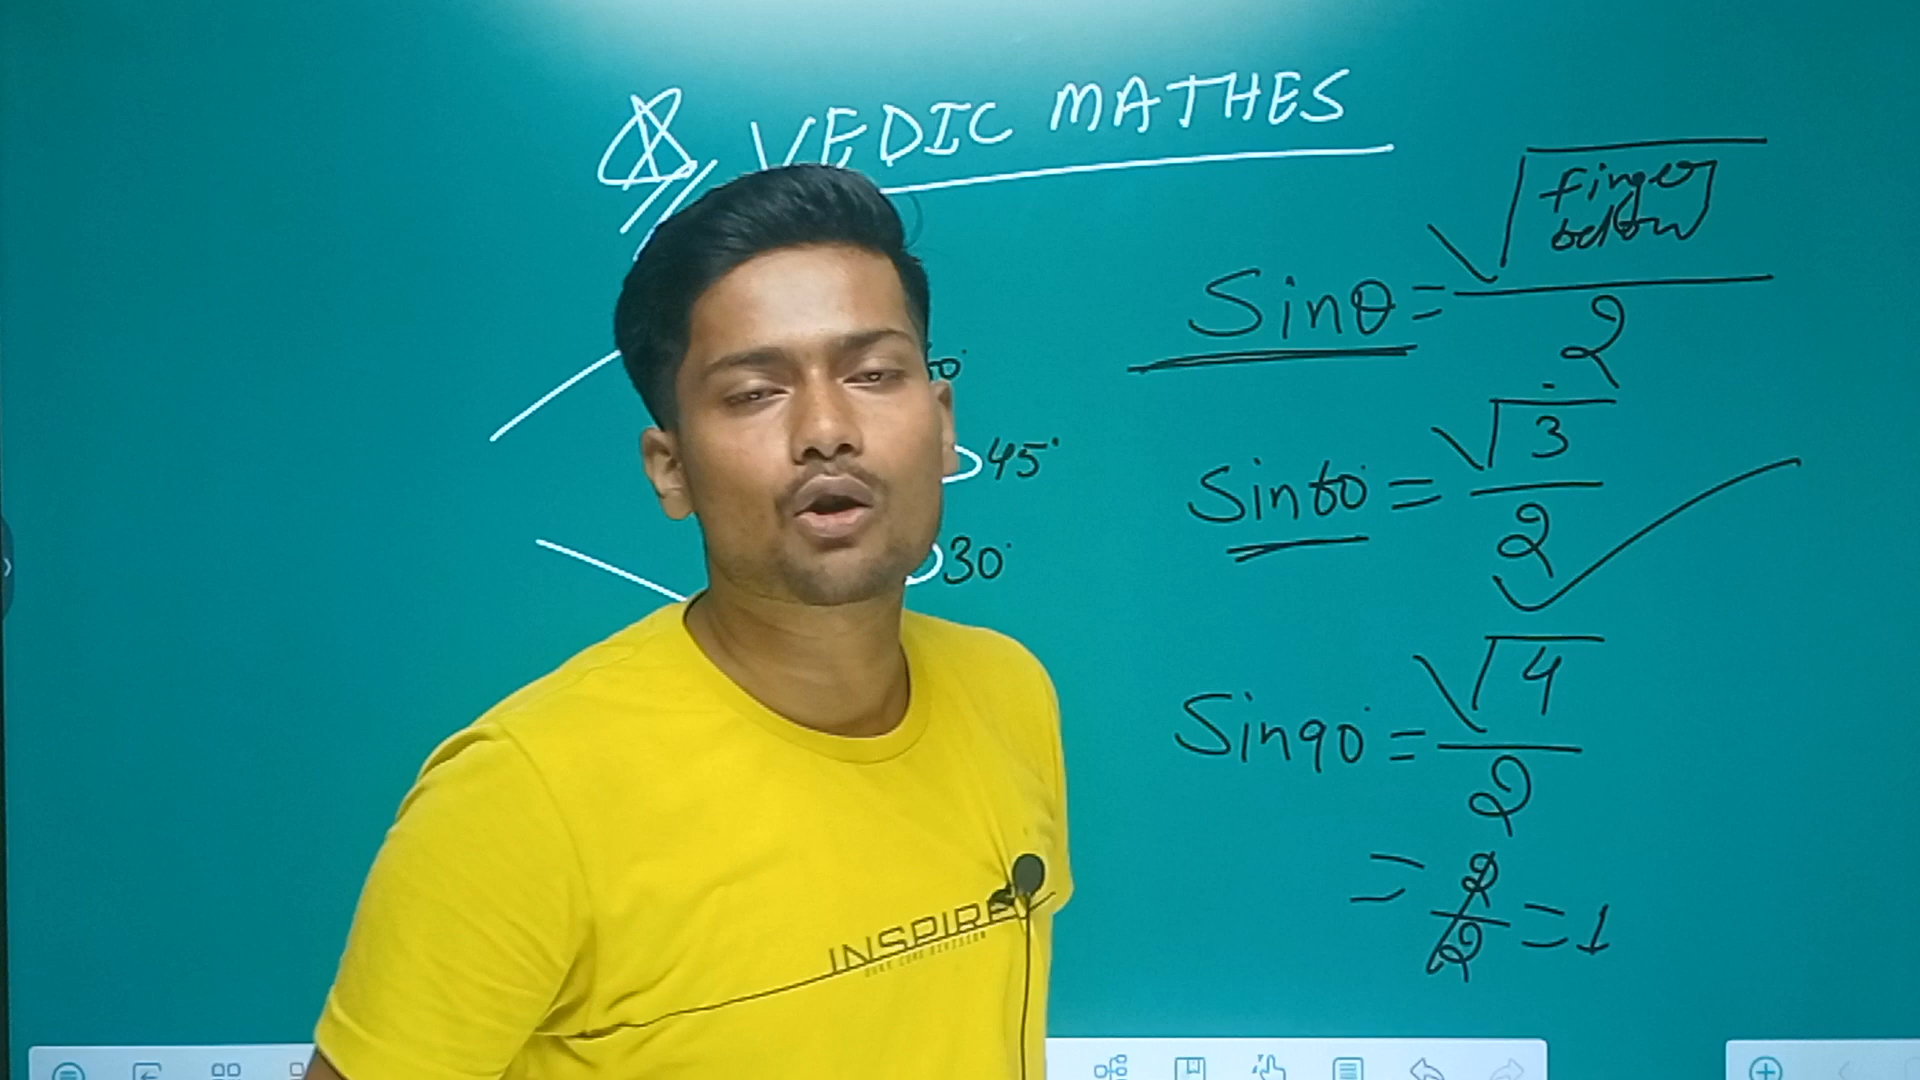 VEDIC MATHES
Sinθ = √finger below / 2
45°
Sin60° = √3 / 2
30°
Sin90° = √4 / 2
= 2 / 2 = 1
INSPIRE